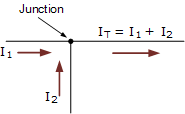 Junction
I_T = I_1 + I_2
I_1
I_2